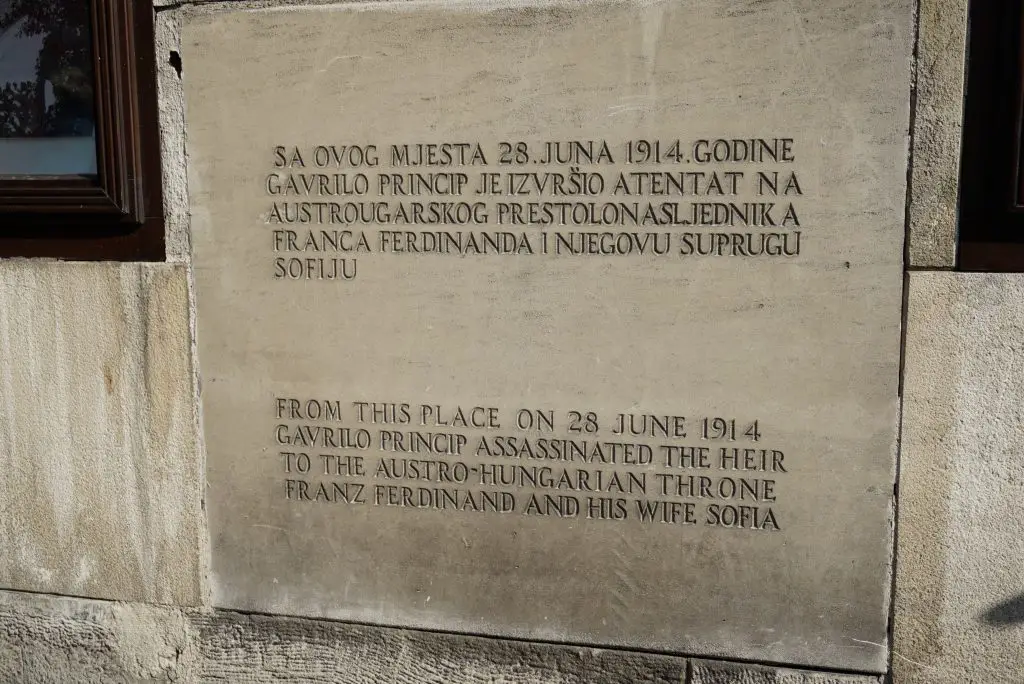 SA OVOG MJESTA 28. JUNA 1914. GODINE
GAVRILO PRINCIP JE IZVRŠIO ATENTAT NA
AUSTROUGARSKOG PRESTOLONASLJEDNIKA
FRANCA FERDINANDA I NJEGOVU SUPRUGU
SOFIJU
FROM THIS PLACE ON 28 JUNE 1914
GAVRILO PRINCIP ASSASSINATED THE HEIR
TO THE AUSTRO-HUNGARIAN THRONE
FRANZ FERDINAND AND HIS WIFE SOFIA